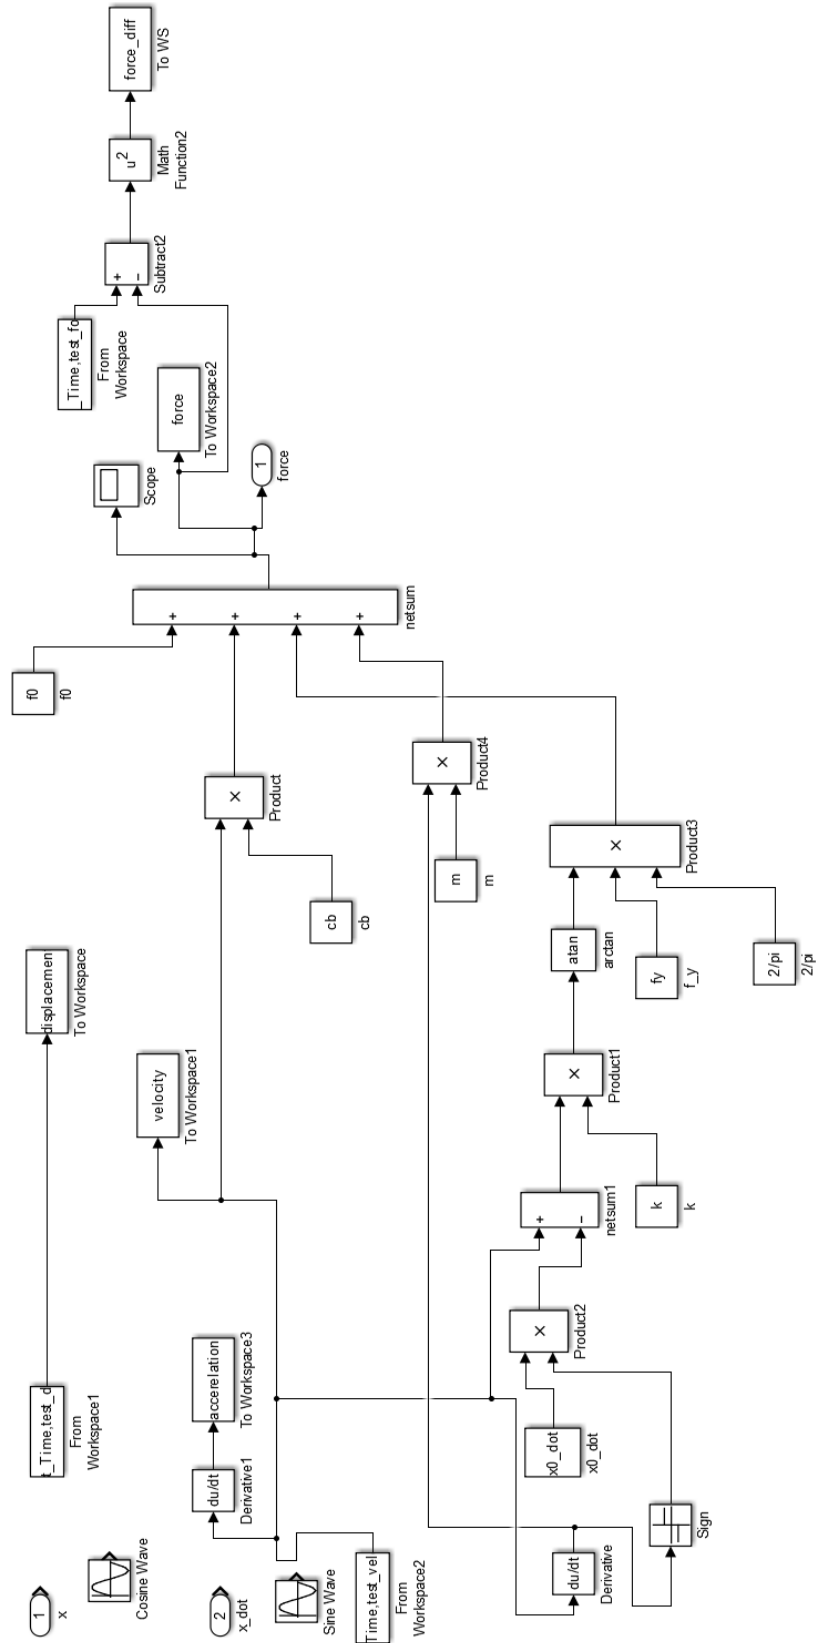 1
x
Cosine Wave
t_Time,test_d
From
Workspace1
displacemen
To Workspace
f0
f0
_Time,test_fo
From
Workspace
Scope
+
−
Subtract2
u²
Math
Function2
force_diff
To WS
velocity
To Workspace1
force
To Workspace2
accerelation
To Workspace3
du/dt
Derivative1
2
x_dot
×
Product
+
+
+
+
netsum
1
force
Sine Wave
cb
cb
Time,test_vel
From
Workspace2
×
Product4
m
m
x0_dot
x0_dot
×
Product2
+
−
netsum1
×
Product1
atan
arctan
×
Product3
du/dt
Derivative
k
k
fy
f_y
Sign
2/pi
2/pi